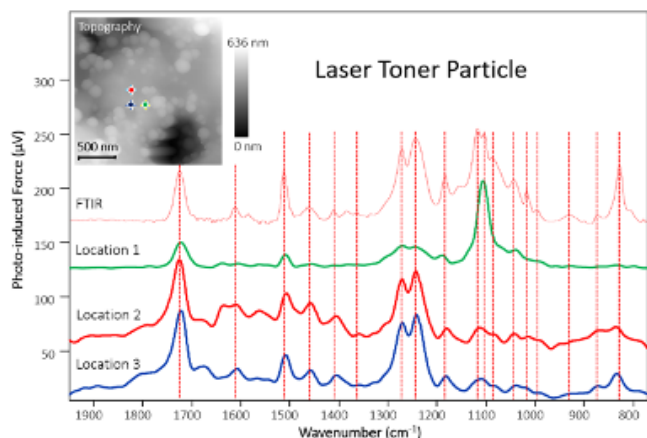 Topography
636 nm
0 nm
500 nm
Laser Toner Particle
Photo-induced Force (µV)
300
250
200
150
100
50
FTIR
Location 1
Location 2
Location 3
1900 1800 1700 1600 1500 1400 1300 1200 1100 1000 900 800
Wavenumber (cm⁻¹)